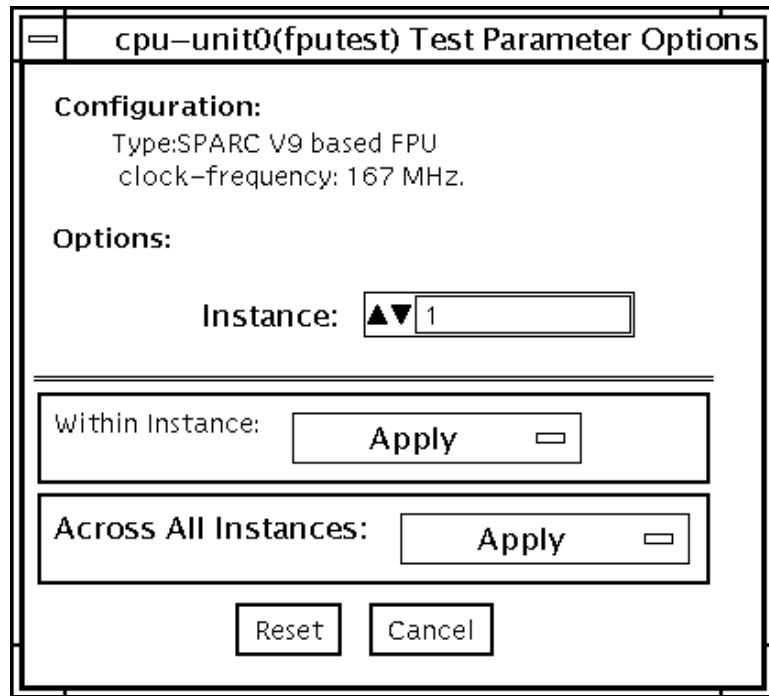 cpu-unit0(fputest) Test Parameter Options
Configuration:
Type:SPARC V9 based FPU
clock-frequency: 167 MHz.
Options:
Instance: 1
Within Instance: Apply
Across All Instances: Apply
Reset Cancel